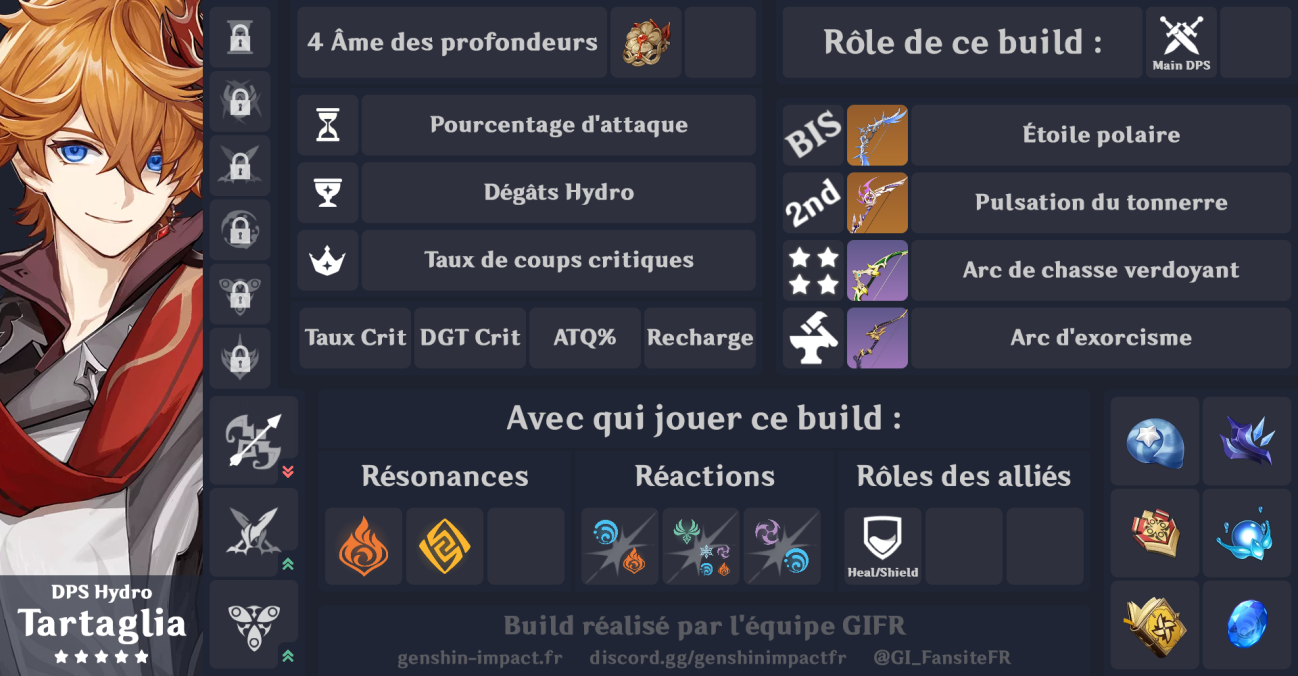 4 Âme des profondeurs
Rôle de ce build :
Main DPS
Pourcentage d'attaque
Dégâts Hydro
Taux de coups critiques
Taux Crit
DGT Crit
ATQ%
Recharge
BIS
Étoile polaire
2nd
Pulsation du tonnerre
Arc de chasse verdoyant
Arc d'exorcisme
Avec qui jouer ce build :
Résonances
Réactions
Rôles des alliés
Heal/Shield
DPS Hydro
Tartaglia
Build réalisé par l'équipe GIFR
genshin-impact.fr discord.gg/genshinimpactfr @GI_FansiteFR